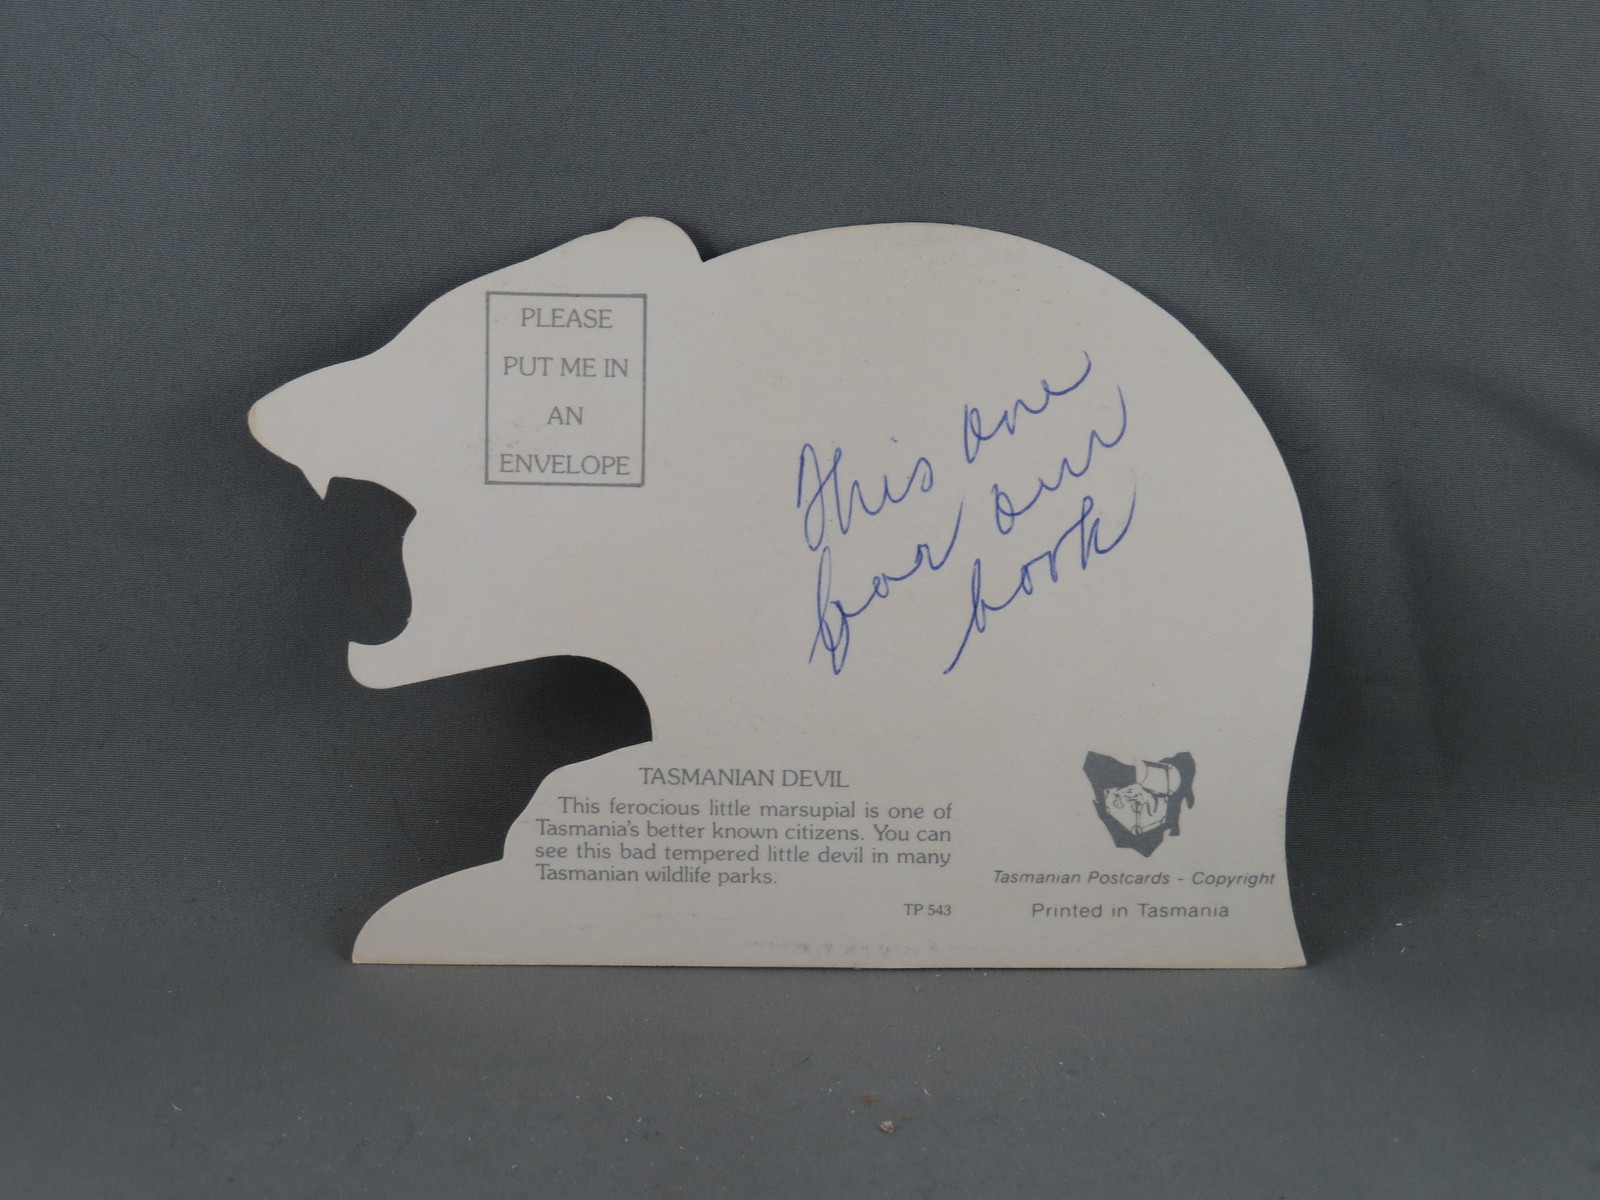 PLEASE
PUT ME IN
AN
ENVELOPE
This one
for our
book
TASMANIAN DEVIL
This ferocious little marsupial is one of
Tasmania's better known citizens. You can
see this bad tempered little devil in many
Tasmanian wildlife parks.
TP 543
Tasmanian Postcards - Copyright
Printed in Tasmania